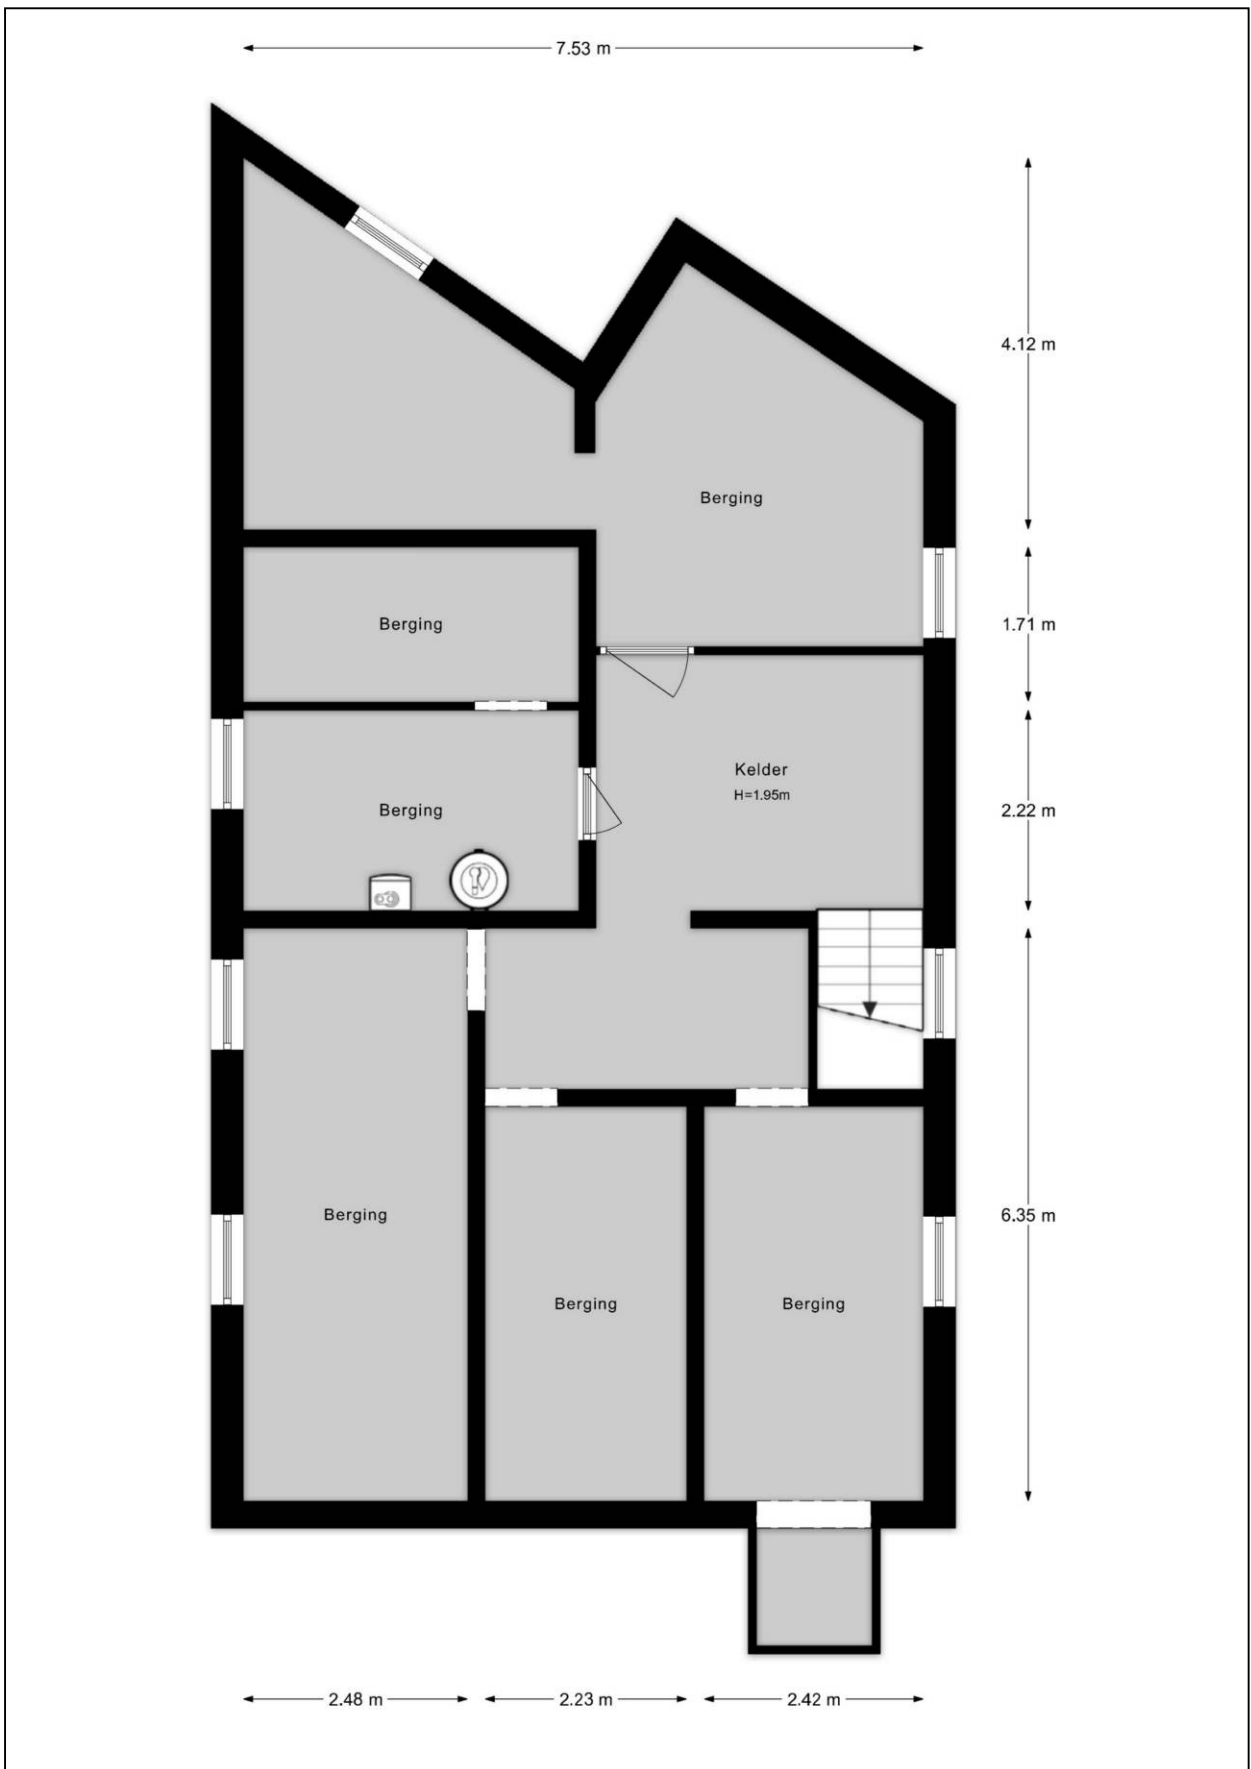 7.53 m
4.12 m
Berging
Berging
1.71 m
Kelder
H=1.95m
Berging
2.22 m
Berging
6.35 m
Berging
Berging
2.48 m
2.23 m
2.42 m